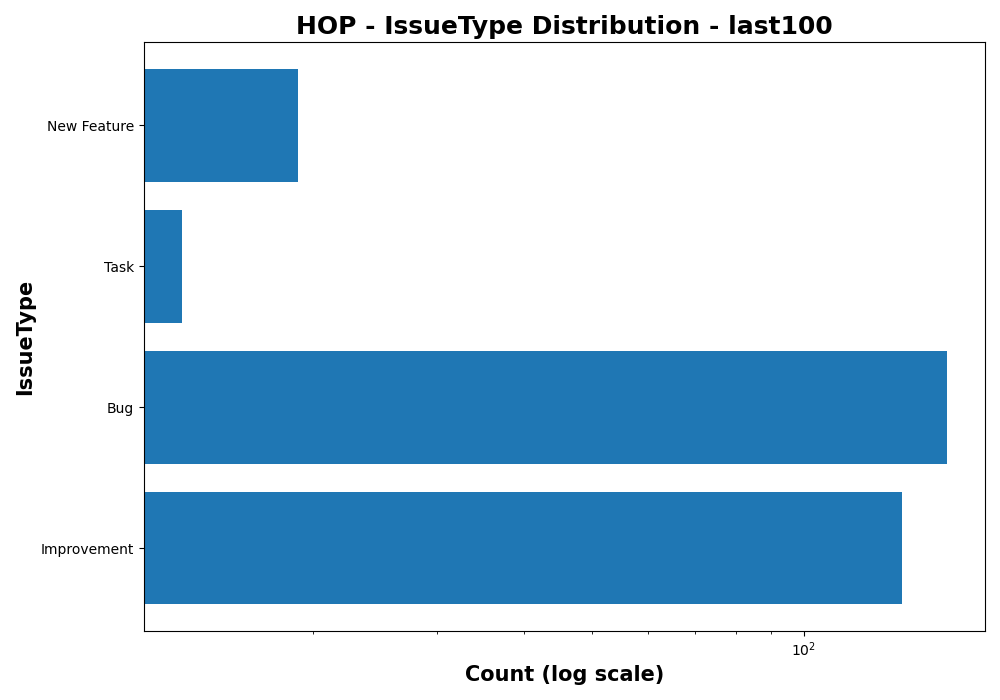 HOP - IssueType Distribution - last100
New Feature
Task
Bug
Improvement
IssueType
10²
Count (log scale)